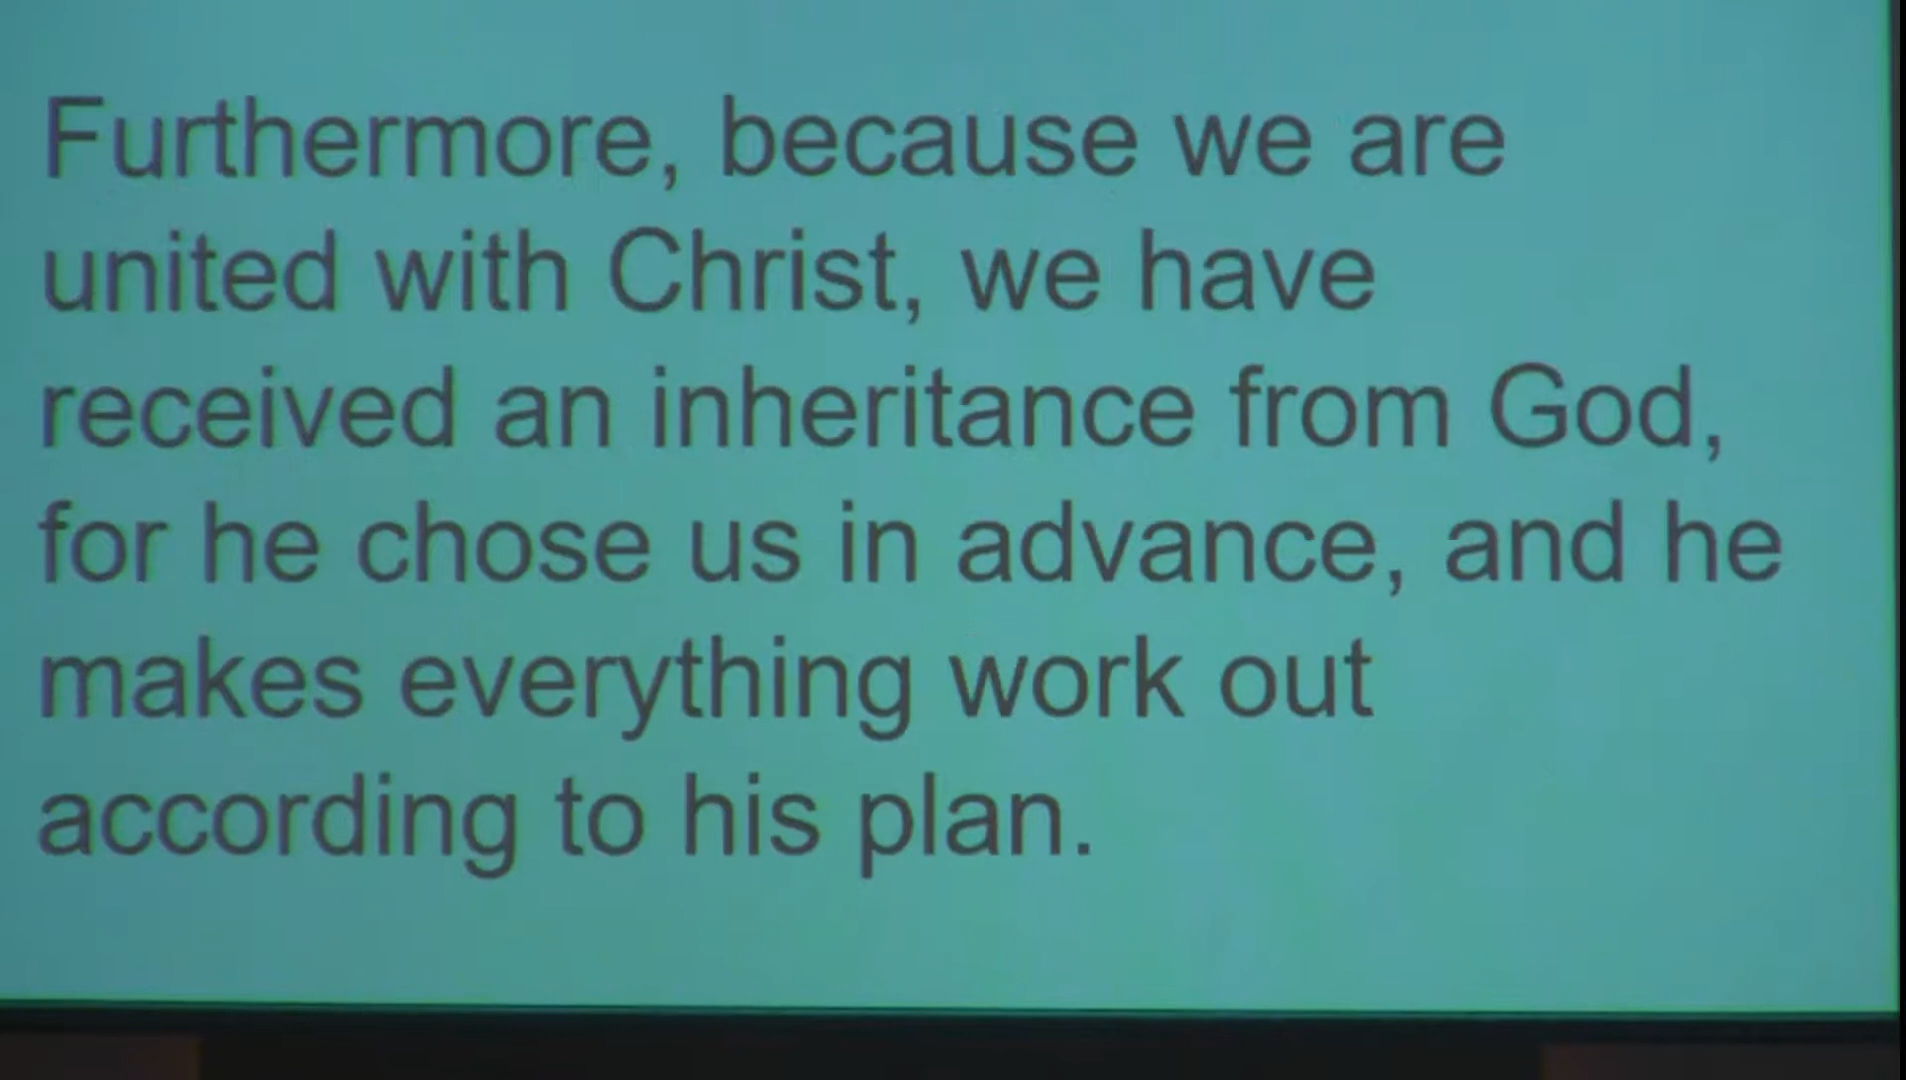 Furthermore, because we are
united with Christ, we have
received an inheritance from God,
for he chose us in advance, and he
makes everything work out
according to his plan.